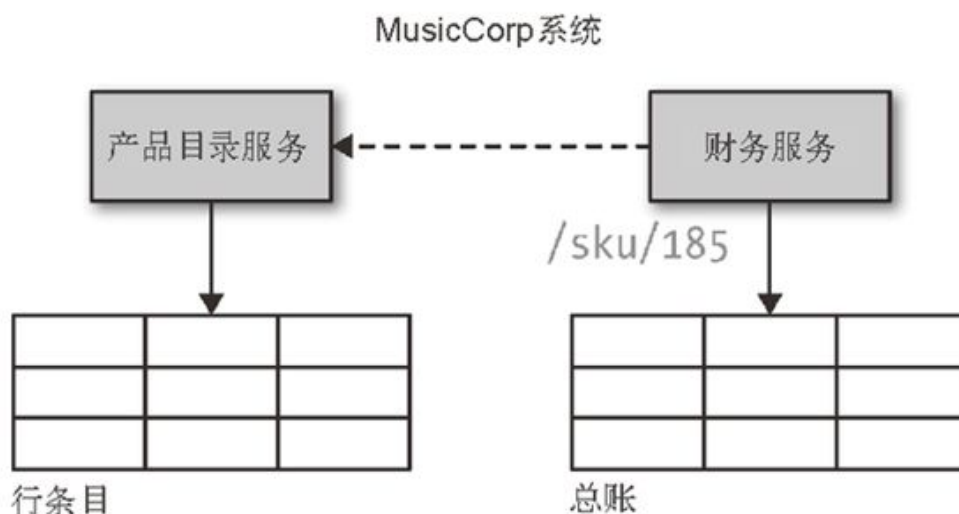 MusicCorp系统
产品目录服务
财务服务
/sku/185
行条目
总账